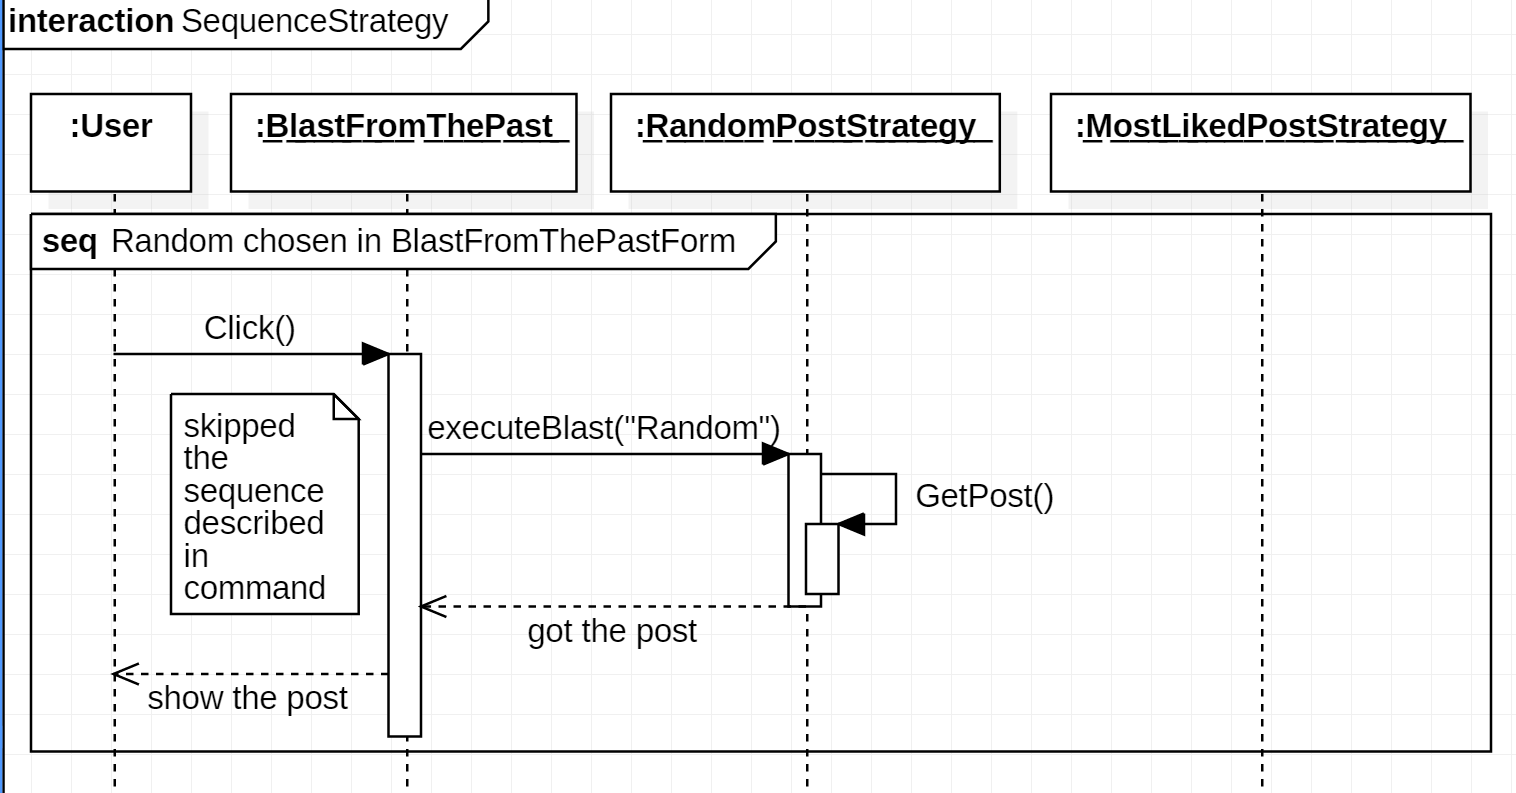 interaction SequenceStrategy
:User
:BlastFromThePast
:RandomPostStrategy
:MostLikedPostStrategy
seq Random chosen in BlastFromThePastForm
Click()
skipped
the
sequence
described
in
command
executeBlast("Random")
GetPost()
got the post
show the post